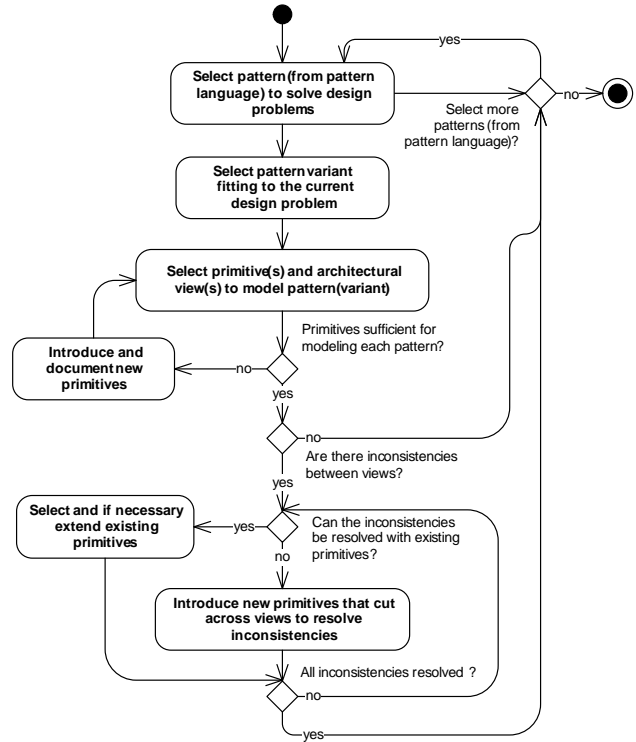 yes
Select pattern (from pattern
language) to solve design
problems
no
Select more
patterns (from
pattern language)?
Select pattern variant
fitting to the current
design problem
Select primitive(s) and architectural
view(s) to model pattern (variant)
Primitives sufficient for
modeling each pattern?
Introduce and
document new
primitives
no
yes
no
Are there inconsistencies
between views?
yes
Select and if necessary
extend existing
primitives
yes
Can the inconsistencies
be resolved with existing
primitives?
no
Introduce new primitives that cut
across views to resolve
inconsistencies
All inconsistencies resolved ?
no
yes